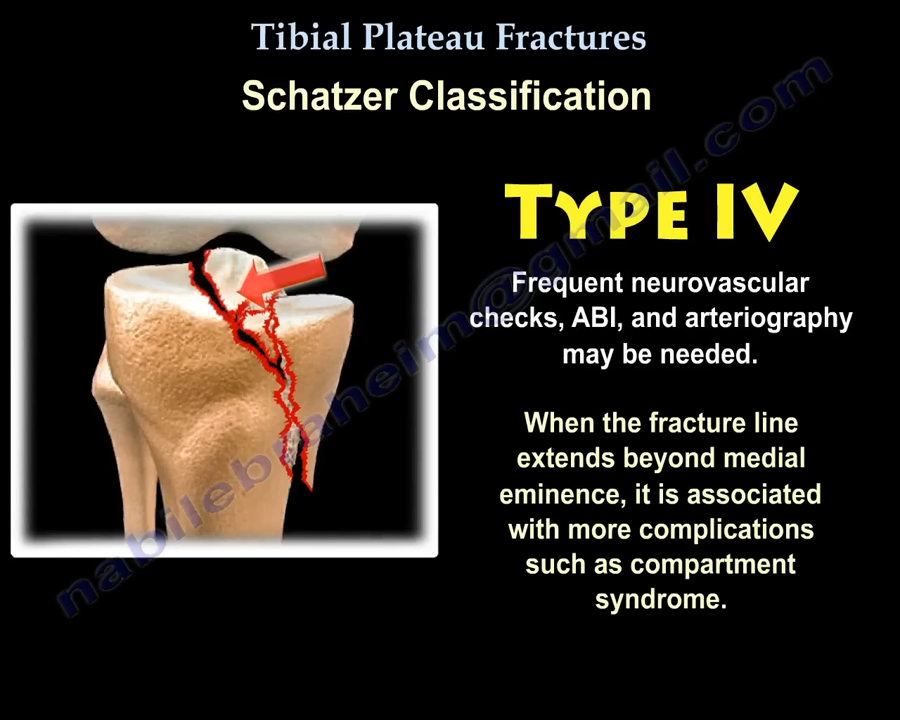 Tibial Plateau Fractures
Schatzer Classification
TYPE IV
Frequent neurovascular
checks, ABI, and arteriography
may be needed.
When the fracture line
extends beyond medial
eminence, it is associated
with more complications
such as compartment
syndrome.
nabilebraheim@gmail.com